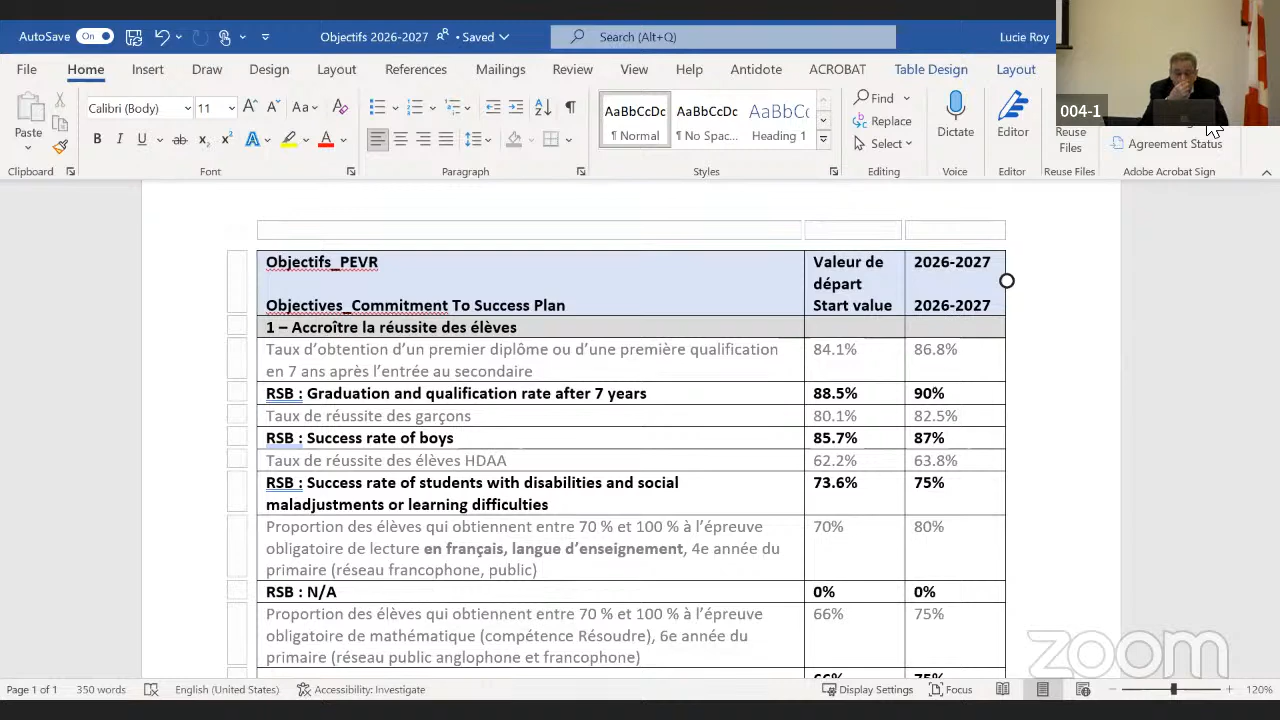 AutoSave On Objectifs 2026-2027 • Saved Search (Alt+Q) Lucie Roy
File Home Insert Draw Design Layout References Mailings Review View Help Antidote ACROBAT Table Design Layout
004-1
Paste Calibri (Body) 11 Aa AaBbCcDc AaBbCcDc AaBbCc Find Replace Select Dictate Editor Reuse Files Agreement Status
Normal No Spac... Heading 1
Clipboard Font Paragraph Styles Editing Voice Editor Reuse Files Adobe Acrobat Sign
Objectifs_PEVR Valeur de 2026-2027
départ
Objectives_Commitment To Success Plan Start value 2026-2027
1 – Accroître la réussite des élèves
Taux d'obtention d'un premier diplôme ou d'une première qualification 84.1% 86.8%
en 7 ans après l'entrée au secondaire
RSB : Graduation and qualification rate after 7 years 88.5% 90%
Taux de réussite des garçons 80.1% 82.5%
RSB : Success rate of boys 85.7% 87%
Taux de réussite des élèves HDAA 62.2% 63.8%
RSB : Success rate of students with disabilities and social 73.6% 75%
maladjustments or learning difficulties
Proportion des élèves qui obtiennent entre 70 % et 100 % à l'épreuve 70% 80%
obligatoire de lecture en français, langue d'enseignement, 4e année du
primaire (réseau francophone, public)
RSB : N/A 0% 0%
Proportion des élèves qui obtiennent entre 70 % et 100 % à l'épreuve 66% 75%
obligatoire de mathématique (compétence Résoudre), 6e année du
primaire (réseau public anglophone et francophone)
66% 75%
zoom
Page 1 of 1 350 words English (United States) Accessibility: Investigate Display Settings Focus 120%